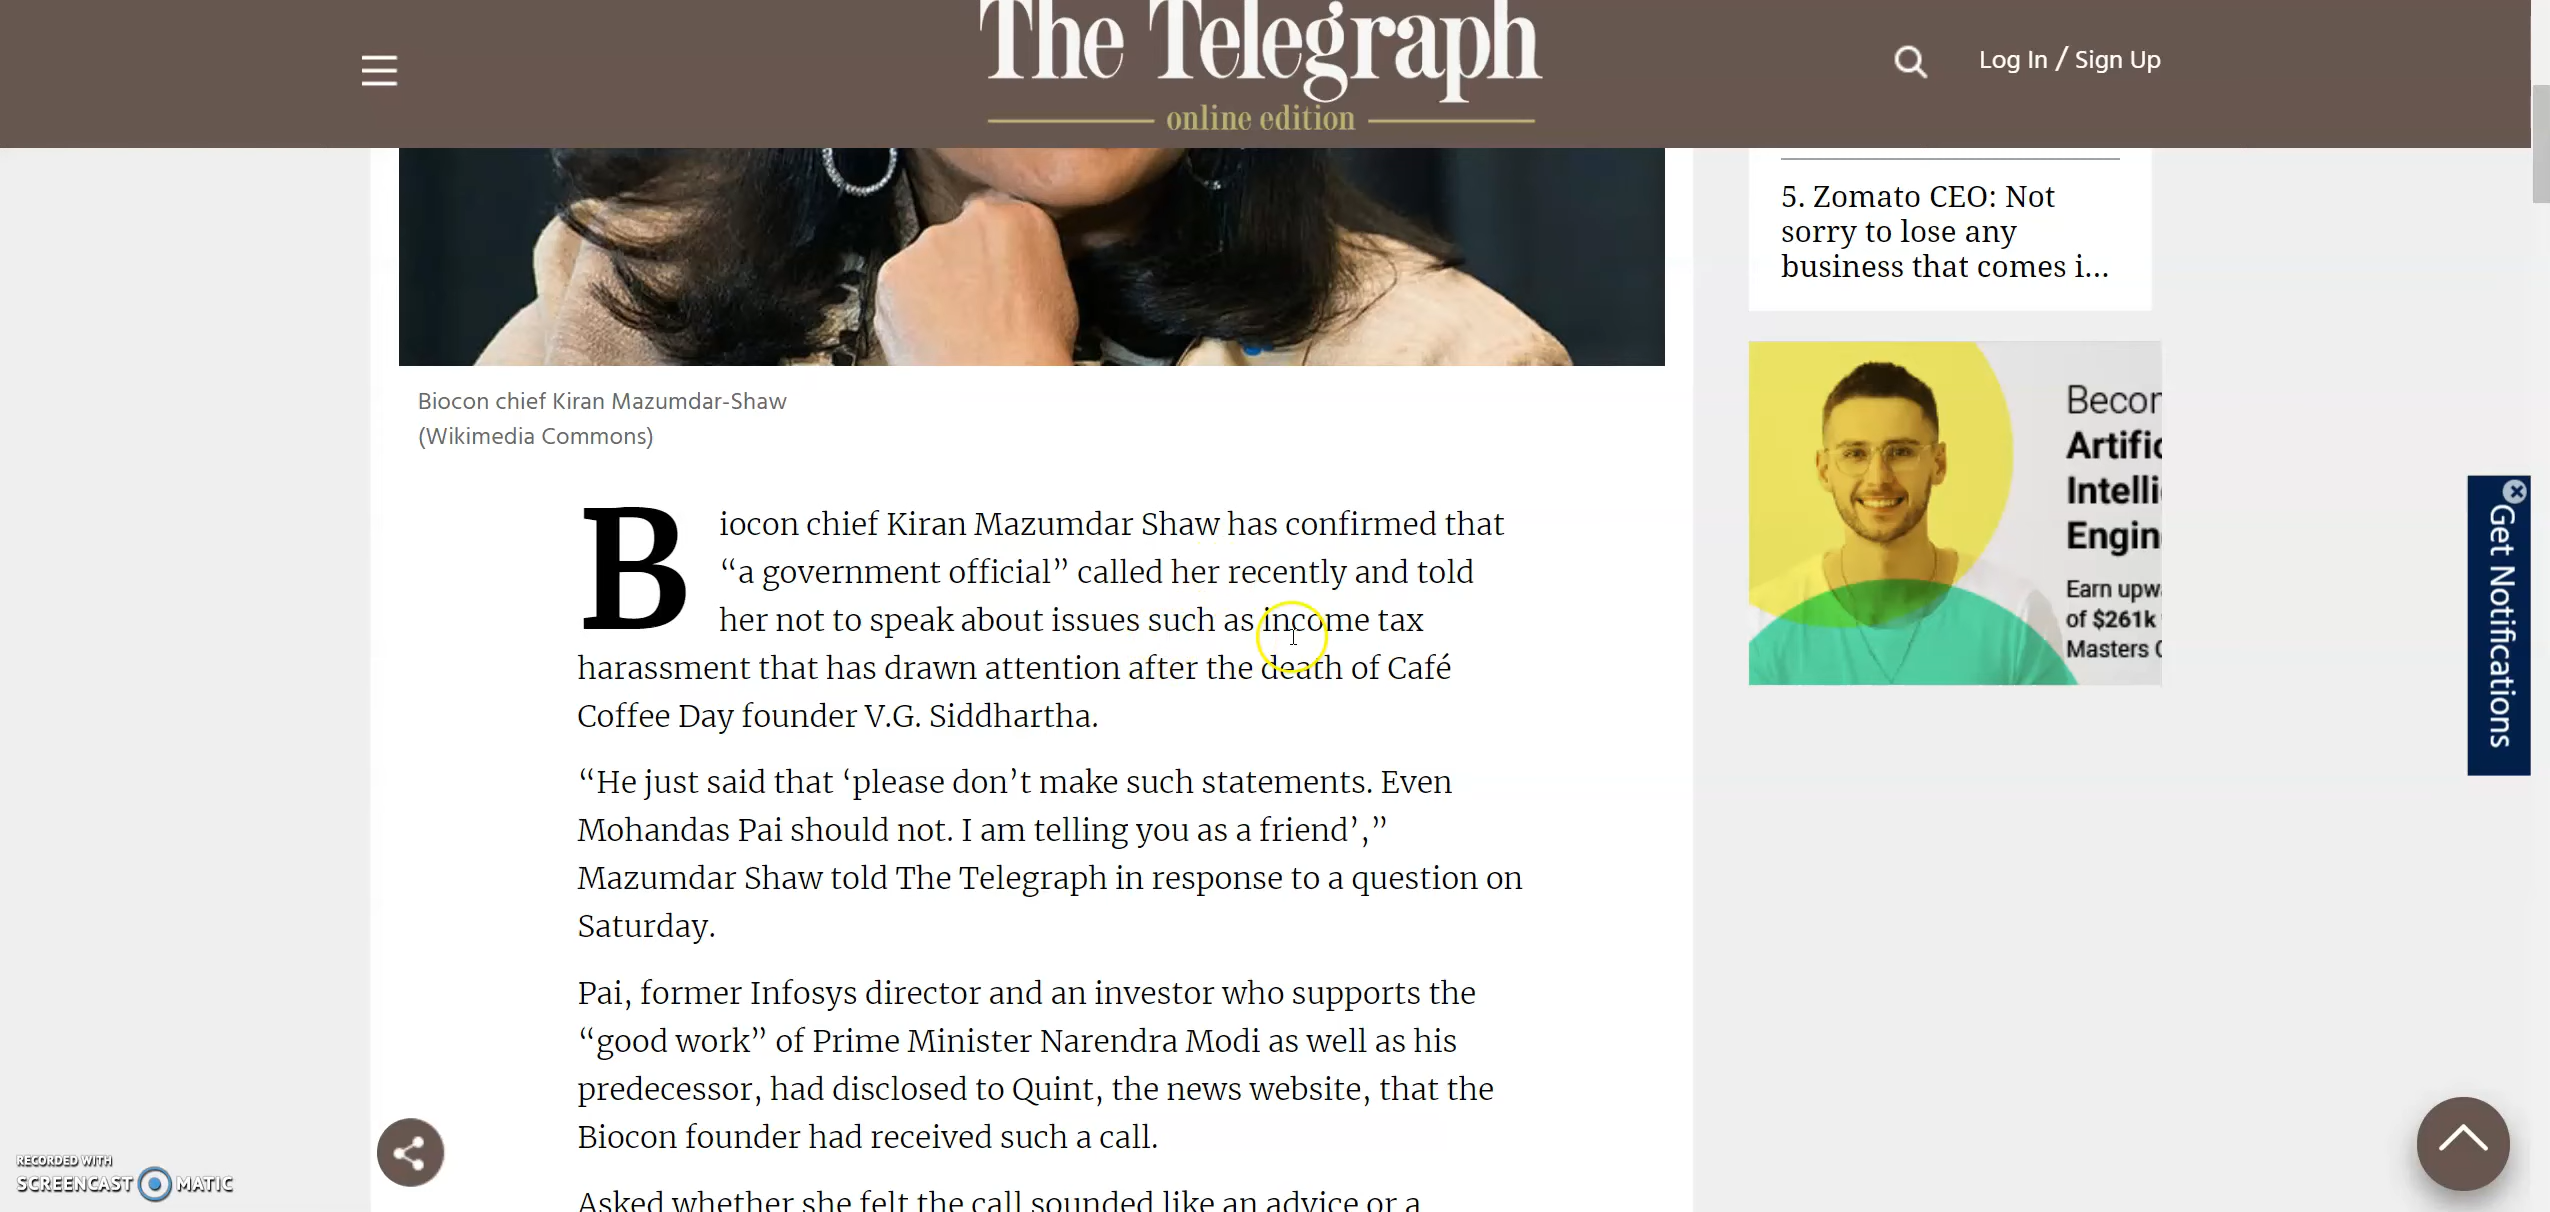 The Telegraph
online edition
Log In / Sign Up
5. Zomato CEO: Not
sorry to lose any
business that comes i...
Biocon chief Kiran Mazumdar-Shaw
(Wikimedia Commons)
Biocon chief Kiran Mazumdar Shaw has confirmed that
“a government official” called her recently and told
her not to speak about issues such as income tax
harassment that has drawn attention after the death of Café
Coffee Day founder V.G. Siddhartha.
“He just said that ‘please don’t make such statements. Even
Mohandas Pai should not. I am telling you as a friend’,”
Mazumdar Shaw told The Telegraph in response to a question on
Saturday.
Pai, former Infosys director and an investor who supports the
“good work” of Prime Minister Narendra Modi as well as his
predecessor, had disclosed to Quint, the news website, that the
Biocon founder had received such a call.
Asked whether she felt the call sounded like an advice or a
Becor
Artific
Intelli
Engin
Earn upw
of $261k
Masters
Get Notifications
RECORDED WITH
SCREENCAST MATIC